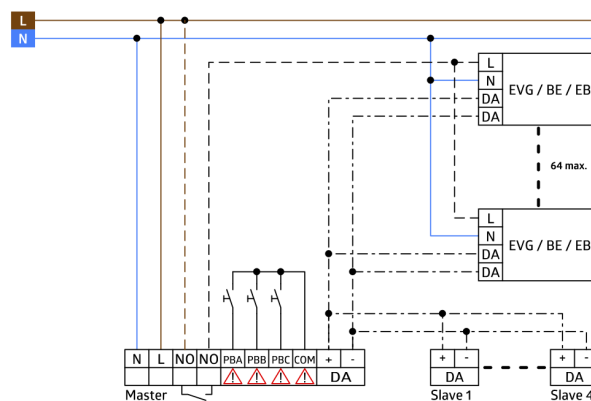 L
N
L
N
DA
DA
EVG / BE / EB
64 max.
L
N
DA
DA
EVG / BE / EB
N L NO NO PBA PBB PBC COM + -
DA
Master
+ -
DA
Slave 1
+ -
DA
Slave 4